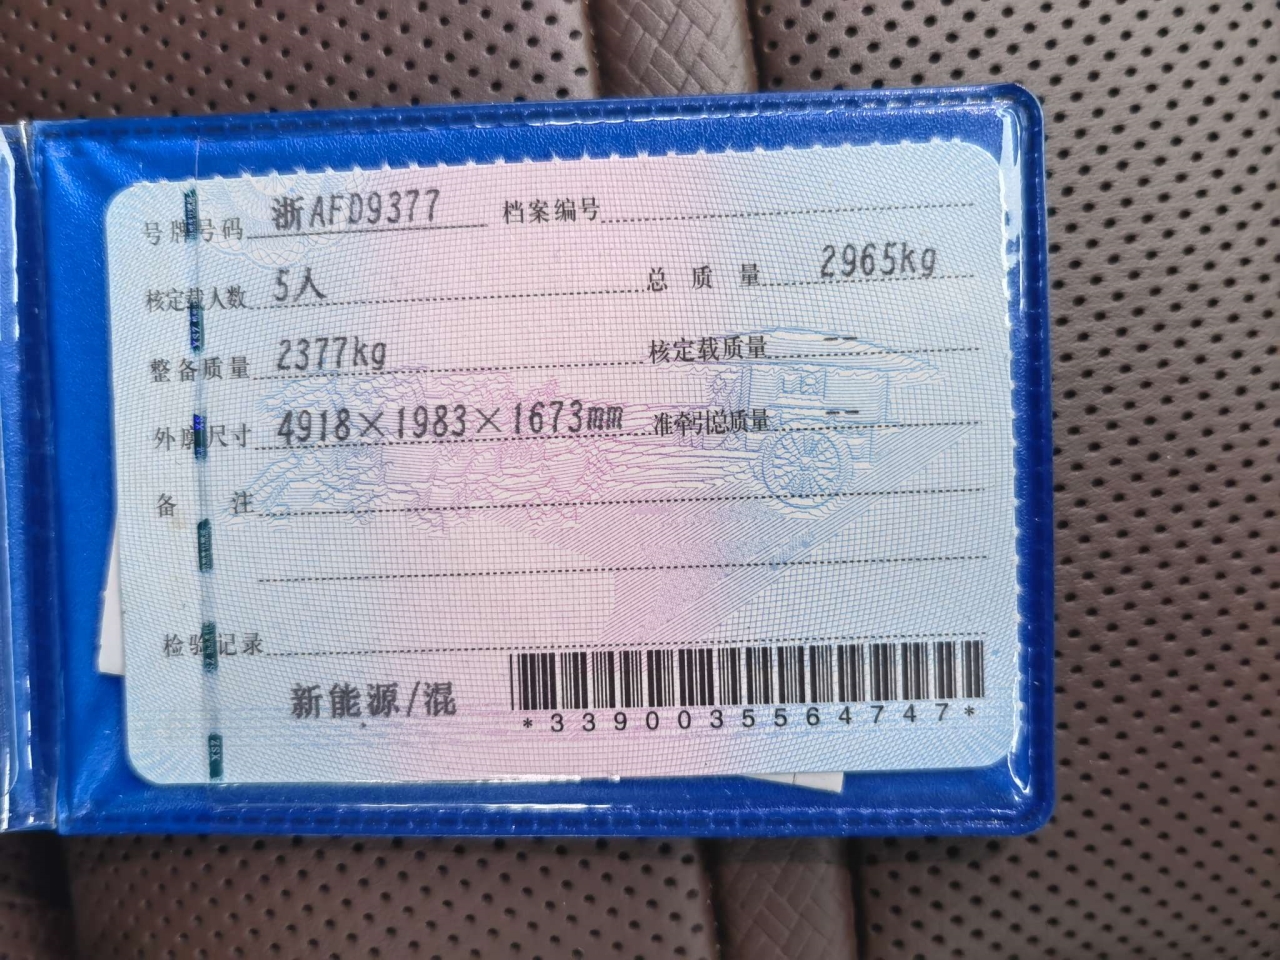 号牌号码 浙AFD9377 档案编号
核定载人数 5人 总质量 2965kg
整备质量 2377kg 核定载质量 --
外廓尺寸 4918×1983×1673mm 准牵引总质量 --
备注
检验记录
新能源/混
*3390035564747*